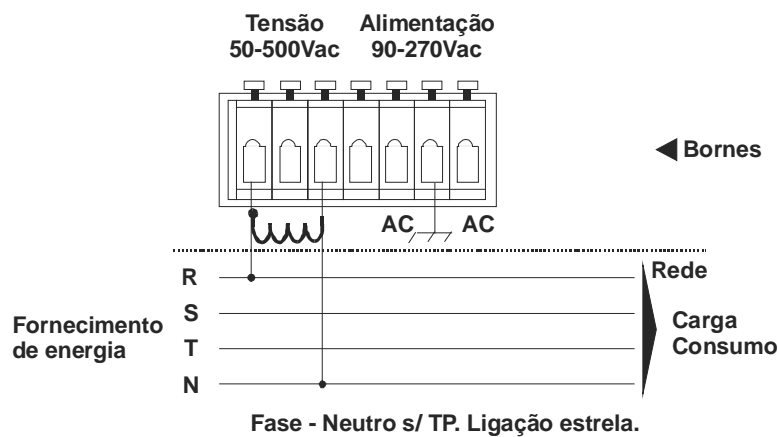 Tensão
50-500Vac
Alimentação
90-270Vac
Bornes
AC
AC
R
S
T
N
Rede
Fornecimento
de energia
Carga
Consumo
Fase - Neutro s/ TP. Ligação estrela.